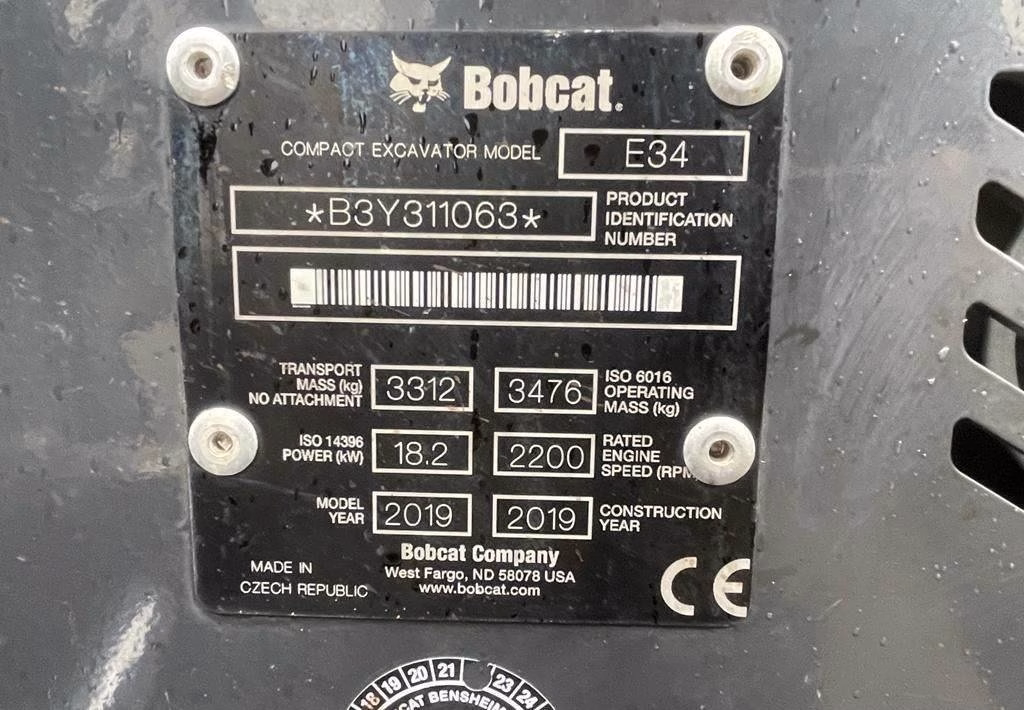 Bobcat.
COMPACT EXCAVATOR MODEL E34
*B3Y311063*
PRODUCT
IDENTIFICATION
NUMBER
TRANSPORT
MASS (kg)
NO ATTACHMENT
3312
3476
ISO 6016
OPERATING
MASS (kg)
ISO 14396
POWER (kW)
18.2
2200
RATED
ENGINE
SPEED (RPM
MODEL
YEAR
2019
2019
CONSTRUCTION
YEAR
Bobcat Company
West Fargo, ND 58078 USA
www.bobcat.com
MADE IN
CZECH REPUBLIC
CE
18 19 20 21 23 24
CAT BENSHEIM